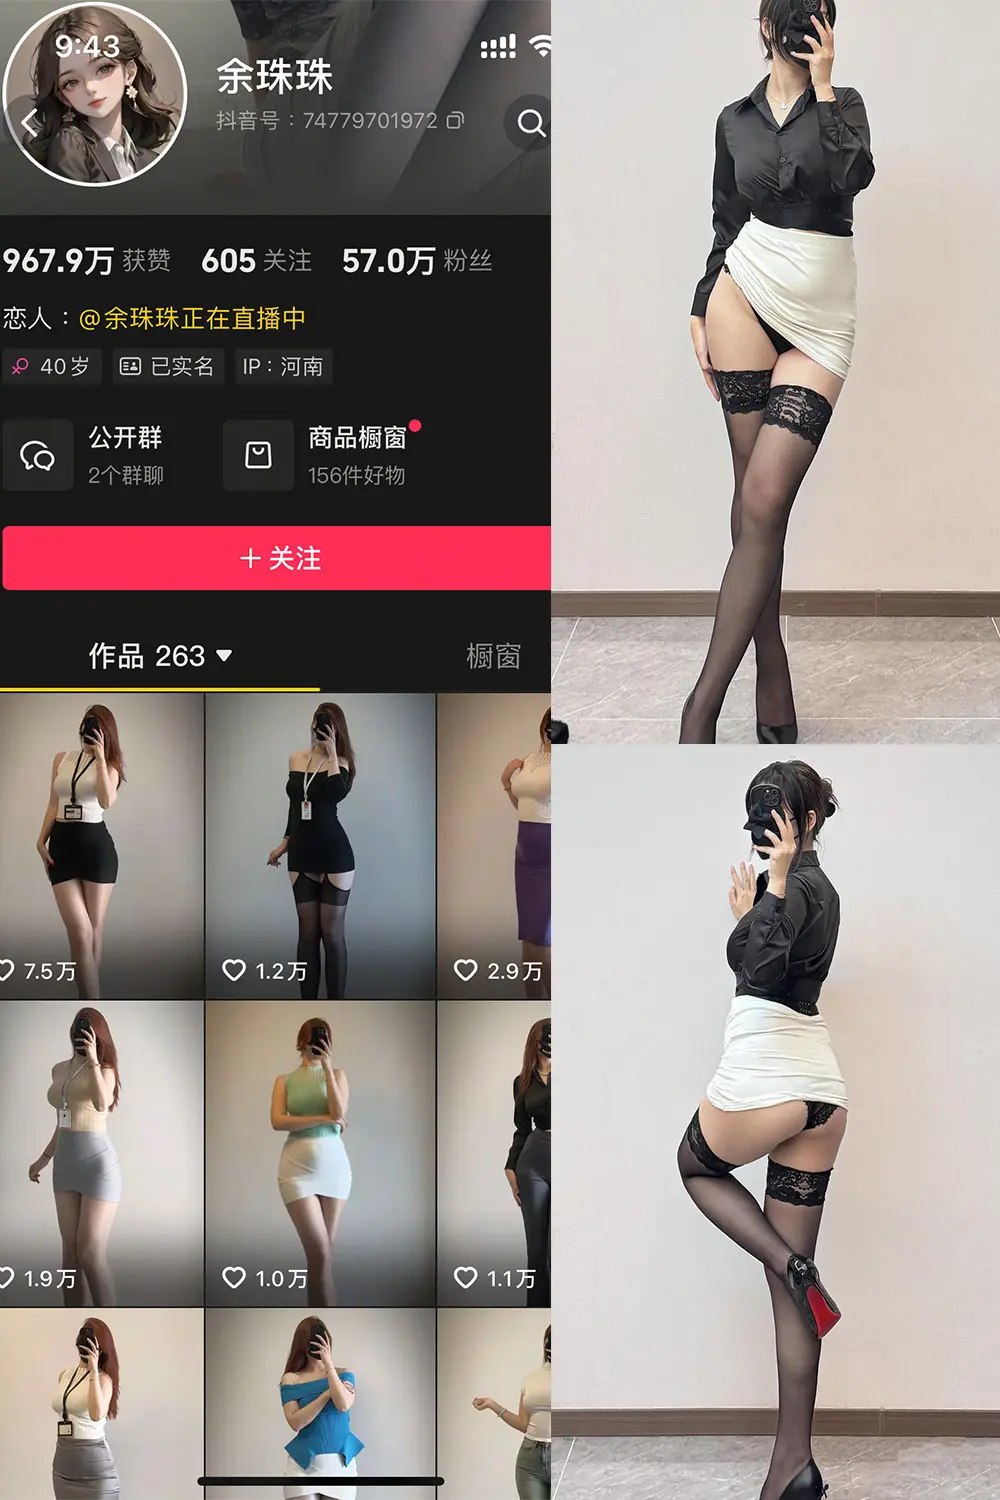 9:43
余珠珠
抖音号：74779701972
967.9万 获赞 605 关注 57.0万 粉丝
恋人：@余珠珠正在直播中
40岁 已实名 IP：河南
公开群 商品橱窗
2个群聊 156件好物
+ 关注
作品 263 橱窗
7.5万 1.2万 2.9万
1.9万 1.0万 1.1万